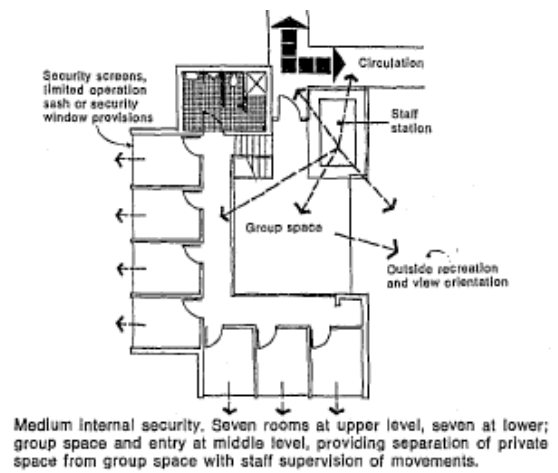 Circulation
Security screens,
limited operation
sash or security
window provisions
Staff
station
Group space
Outside recreation
and view orientation
Medium internal security. Seven rooms at upper level, seven at lower;
group space and entry at middle level, providing separation of private
space from group space with staff supervision of movements.